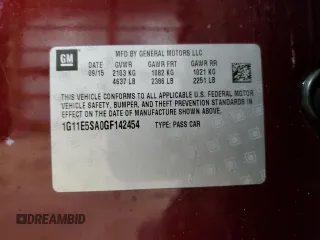 GM
MFD BY GENERAL MOTORS LLC
DATE GVWR GAWR FRT GAWR RR
09/15 2103 KG 1082 KG 1021 KG
4637 LB 2386 LB 2251 LB
THIS VEHICLE CONFORMS TO ALL APPLICABLE U.S. FEDERAL MOTOR
VEHICLE SAFETY, BUMPER, AND THEFT PREVENTION STANDARDS IN
EFFECT ON THE DATE OF MANUFACTURE SHOWN ABOVE.
1G11E5SA0GF142454 TYPE: PASS CAR
© DREAMBID